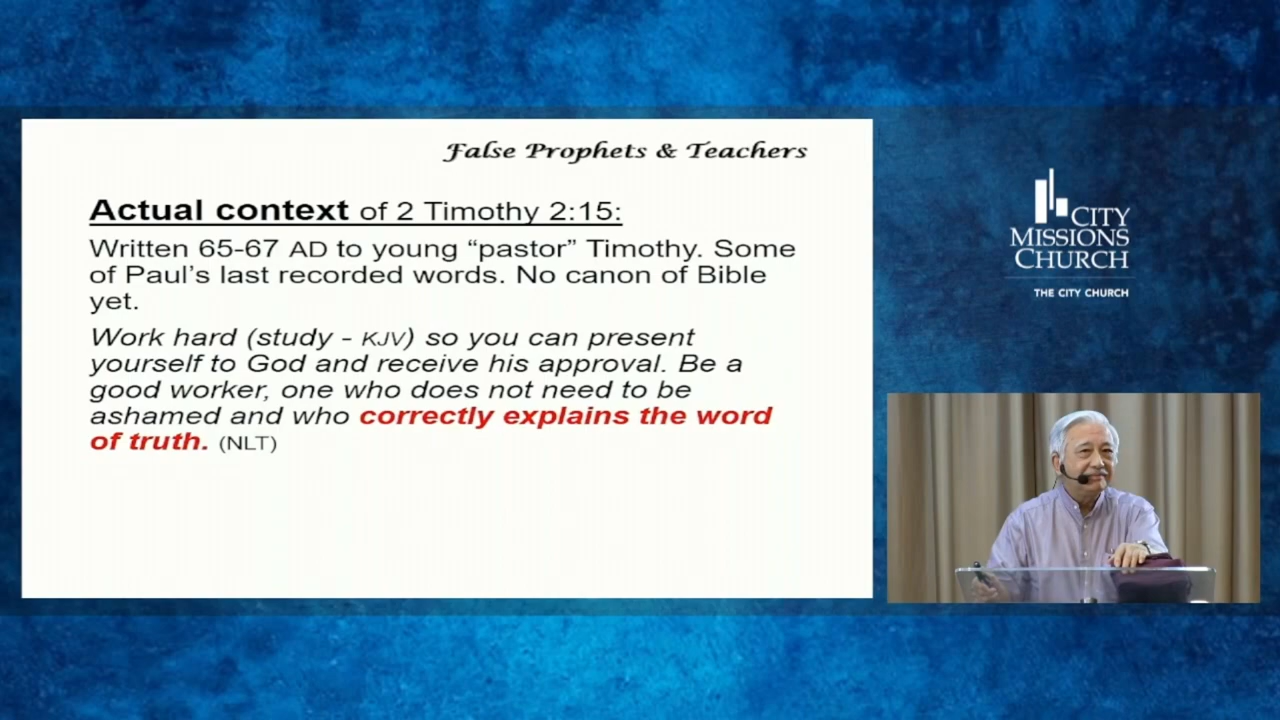 False Prophets & Teachers
Actual context of 2 Timothy 2:15:
Written 65-67 AD to young “pastor” Timothy. Some
of Paul’s last recorded words. No canon of Bible
yet.
Work hard (study - KJV) so you can present
yourself to God and receive his approval. Be a
good worker, one who does not need to be
ashamed and who correctly explains the word
of truth. (NLT)
CITY
MISSIONS
CHURCH
THE CITY CHURCH